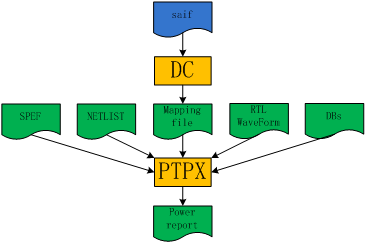 saif
DC
SPEF
NETLIST
Mapping
file
RTL
WaveForm
DBs
PTPX
Power
report